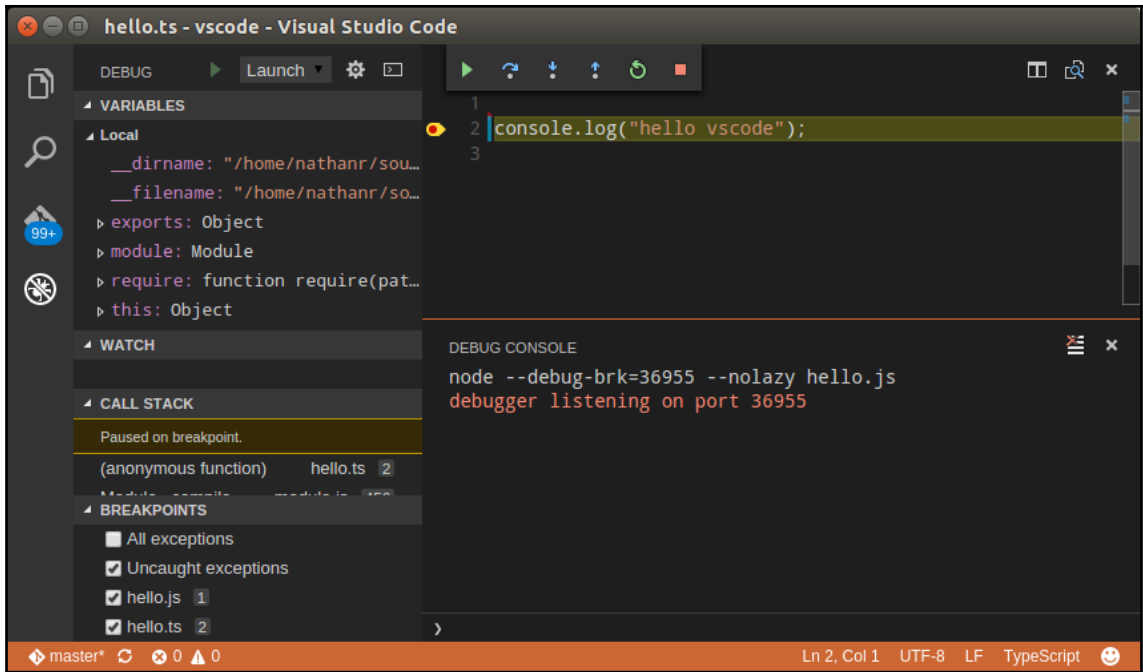 hello.ts - vscode - Visual Studio Code
DEBUG Launch
VARIABLES
Local
__dirname: "/home/nathanr/sou…
__filename: "/home/nathanr/so…
exports: Object
module: Module
require: function require(pat…
this: Object
WATCH
CALL STACK
Paused on breakpoint.
(anonymous function) hello.ts 2
BREAKPOINTS
All exceptions
Uncaught exceptions
hello.js 1
hello.ts 2
99+
1
2 console.log("hello vscode");
3
DEBUG CONSOLE
node --debug-brk=36955 --nolazy hello.js
debugger listening on port 36955
❯
master* 0 0 Ln 2, Col 1 UTF-8 LF TypeScript